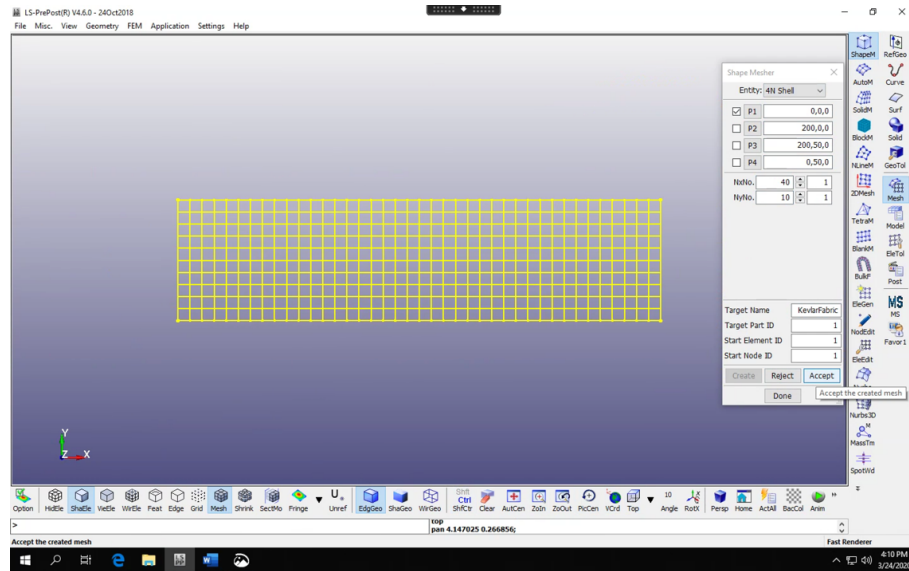 LS-PrePost(R) V4.6.0 - 24Oct2018
File Misc. View Geometry FEM Application Settings Help
Shape Mesher
Entity: 4N Shell
P1 0,0,0
P2 200,0,0
P3 200,50,0
P4 0,50,0
NxNo. 40 1
NyNo. 10 1
Target Name KevlarFabric
Target Part ID 1
Start Element ID 1
Start Node ID 1
Create Reject Accept
Done
Accept the created mesh
ShapeM RefGeo
AutoM Curve
SolidM Surf
BlockM Solid
NLineM GeoTol
2DMesh Mesh
TetraM Model
BlankM EleTol
BulkF Post
EleGen MS
MS
NodEdit Favor1
EleEdit
Nurbs3D
MassTm
SpotWd
Y
Z X
Option HidEle ShaEle VieEle WirEle Feat Edge Grid Mesh Shrink SectMo Fringe Unref EdgGeo ShaGeo WirGeo ShfCtr Clear AutCen ZoIn ZoOut PicCen VCrd Top Angle RotX Persp Home ActAll BacCol Anim
Shft
Ctrl
10
>
top
pan 4.147025 0.266856;
Accept the created mesh Fast Renderer
4:10 PM
3/24/2020